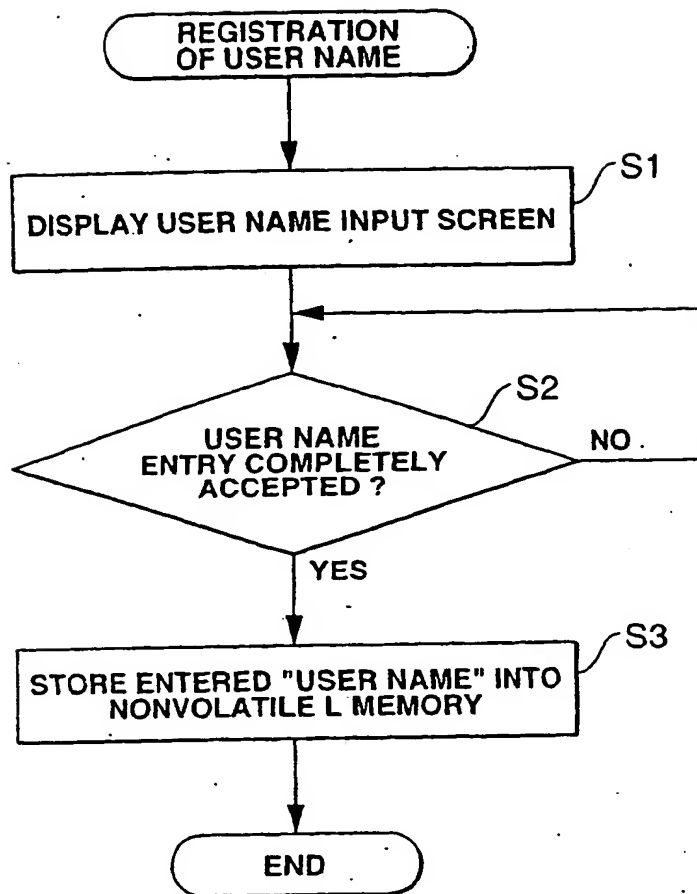 REGISTRATION
OF USER NAME
S1
DISPLAY USER NAME INPUT SCREEN
S2
USER NAME
ENTRY COMPLETELY
ACCEPTED ?
NO
YES
S3
STORE ENTERED "USER NAME" INTO
NONVOLATILE L MEMORY
END